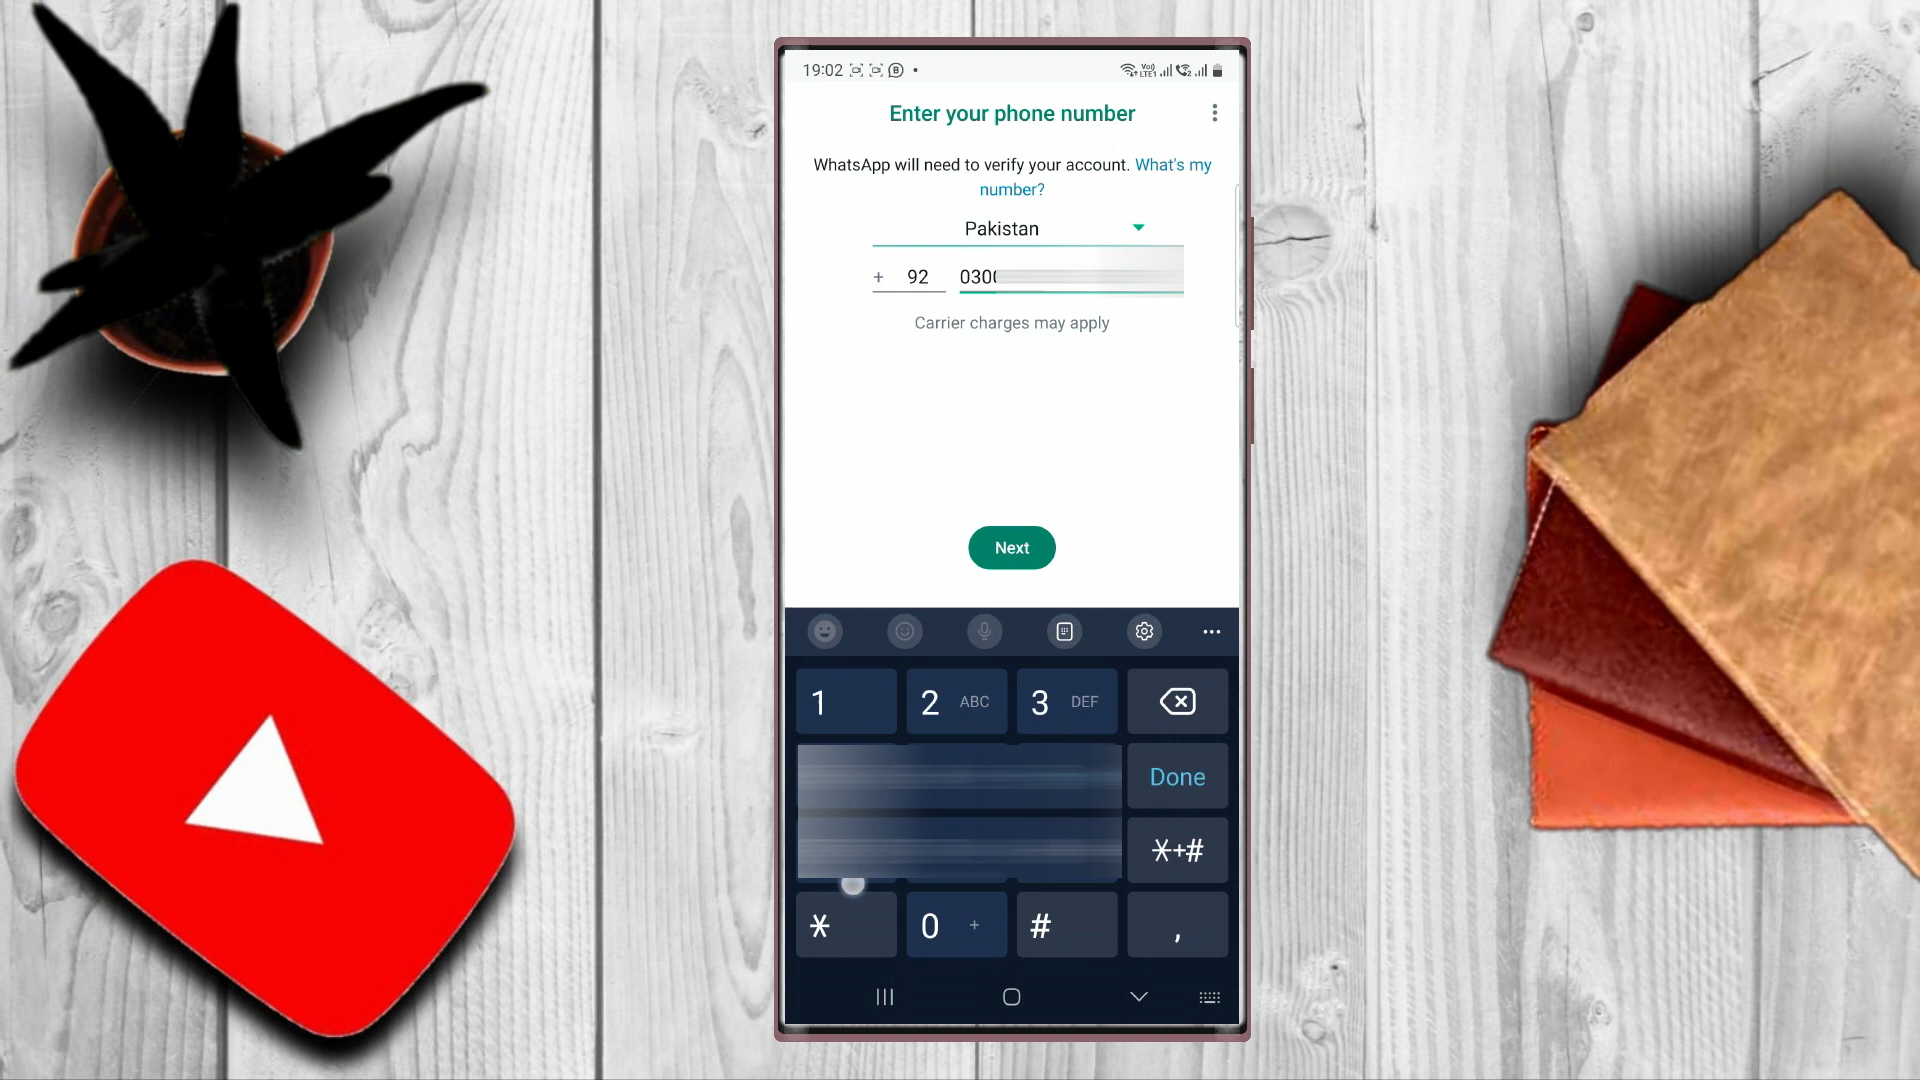 19:02
Enter your phone number
WhatsApp will need to verify your account. What's my
number?
Pakistan
+ 92 030
Carrier charges may apply
Next
1 2 ABC 3 DEF
Done
*+#
* 0 + # ,